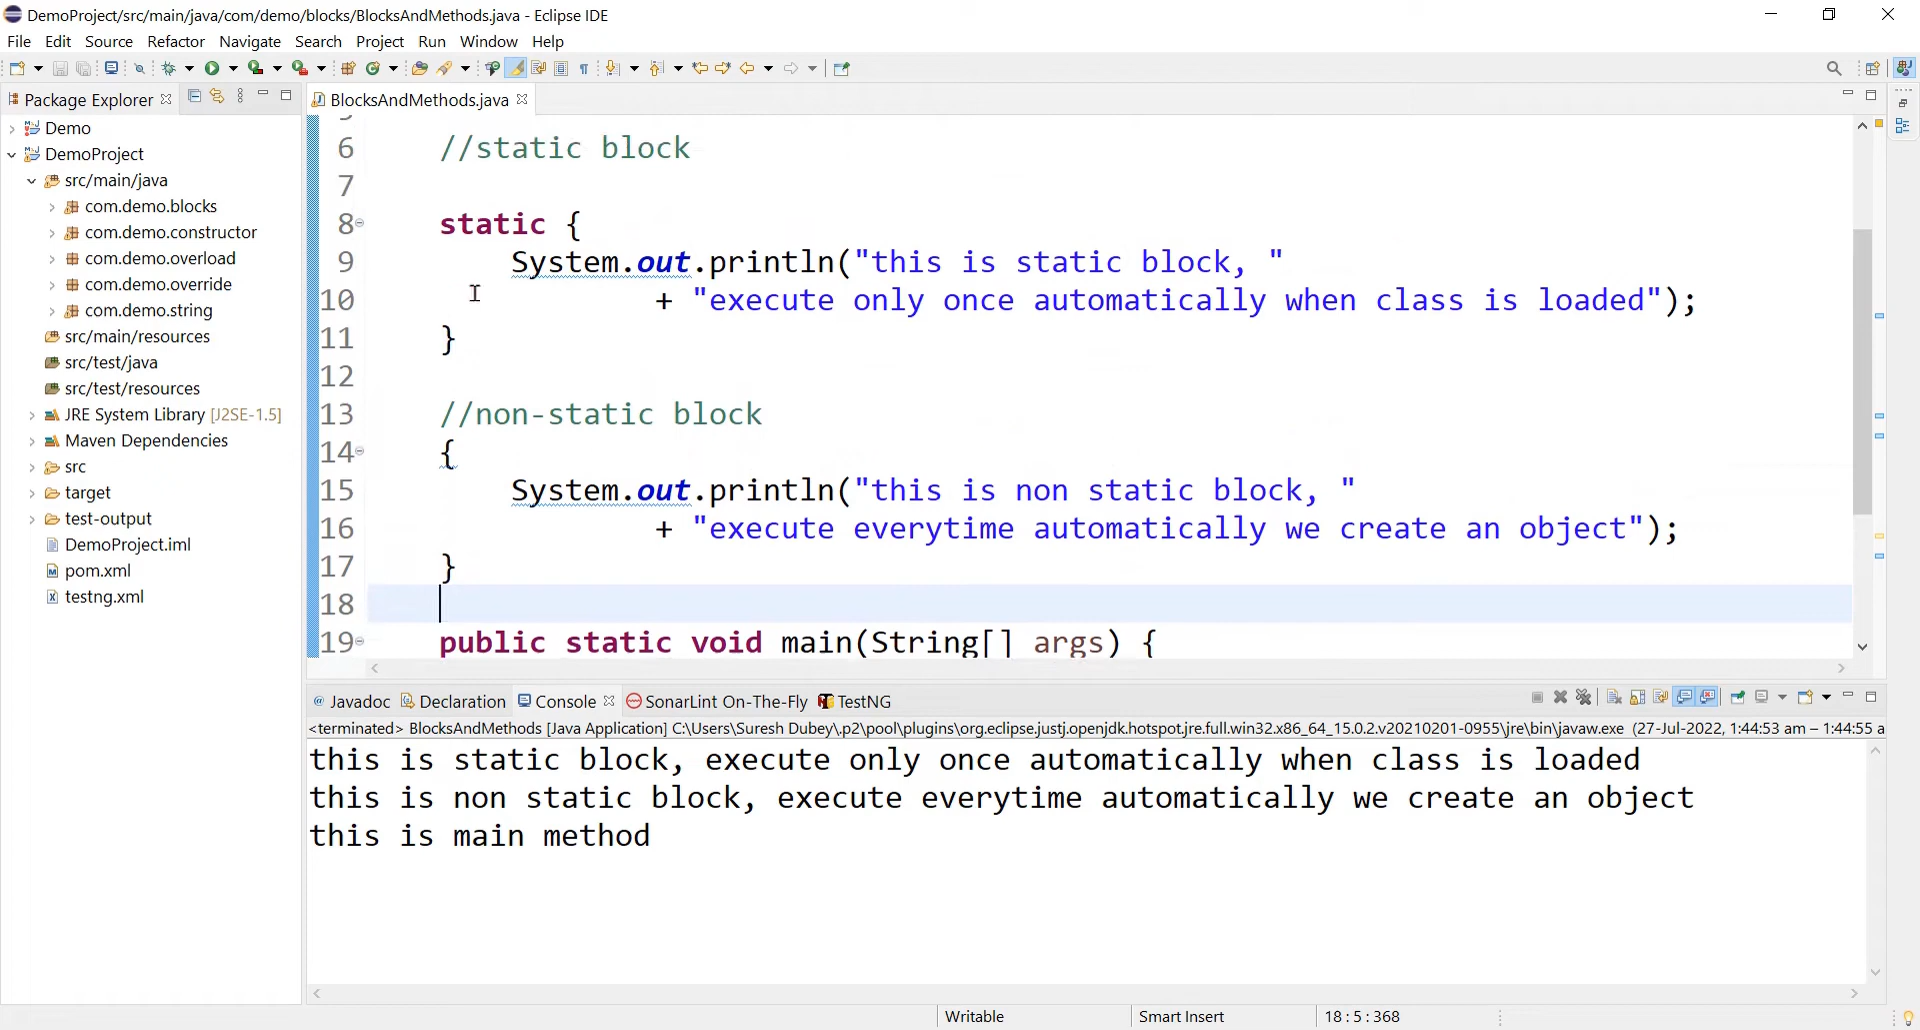 DemoProject/src/main/java/com/demo/blocks/BlocksAndMethods.java - Eclipse IDE
File Edit Source Refactor Navigate Search Project Run Window Help
Package Explorer
Demo
DemoProject
src/main/java
com.demo.blocks
com.demo.constructor
com.demo.overload
com.demo.override
com.demo.string
src/main/resources
src/test/java
src/test/resources
JRE System Library [J2SE-1.5]
Maven Dependencies
src
target
test-output
DemoProject.iml
pom.xml
testng.xml
BlocksAndMethods.java
6 //static block
7
8 static {
9 System.out.println("this is static block, "
10 + "execute only once automatically when class is loaded");
11 }
12
13 //non-static block
14 {
15 System.out.println("this is non static block, "
16 + "execute everytime automatically we create an object");
17 }
18
19 public static void main(String[] args) {
Javadoc Declaration Console SonarLint On-The-Fly TestNG
<terminated> BlocksAndMethods [Java Application] C:\Users\Suresh Dubey\.p2\pool\plugins\org.eclipse.justj.openjdk.hotspot.jre.full.win32.x86_64_15.0.2.v20210201-0955\jre\bin\javaw.exe (27-Jul-2022, 1:44:53 am – 1:44:55 a
this is static block, execute only once automatically when class is loaded
this is non static block, execute everytime automatically we create an object
this is main method
Writable Smart Insert 18 : 5 : 368